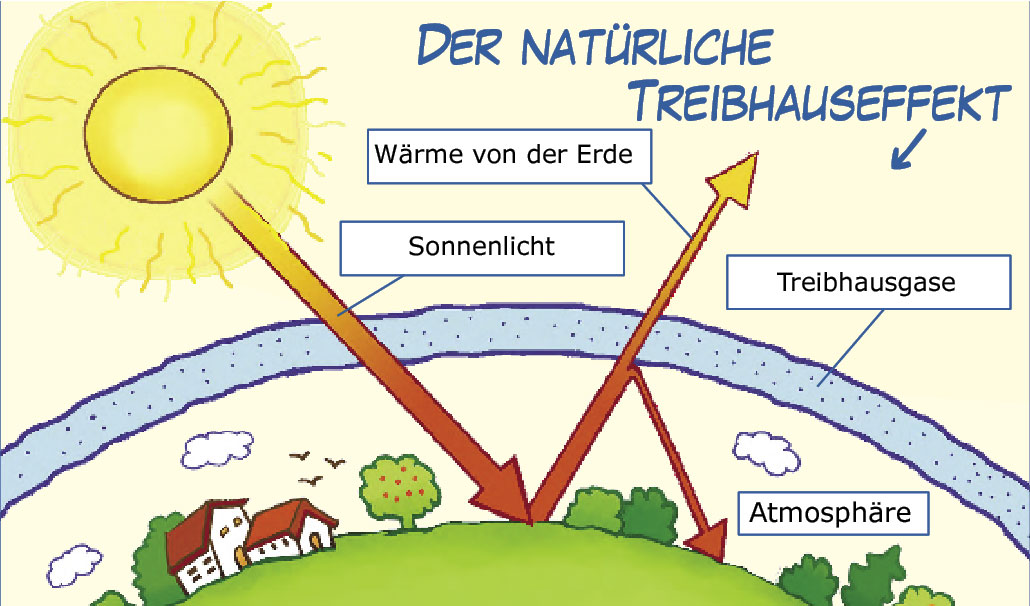 DER NATÜRLICHE
TREIBHAUSEFFEKT
Wärme von der Erde
Sonnenlicht
Treibhausgase
Atmosphäre